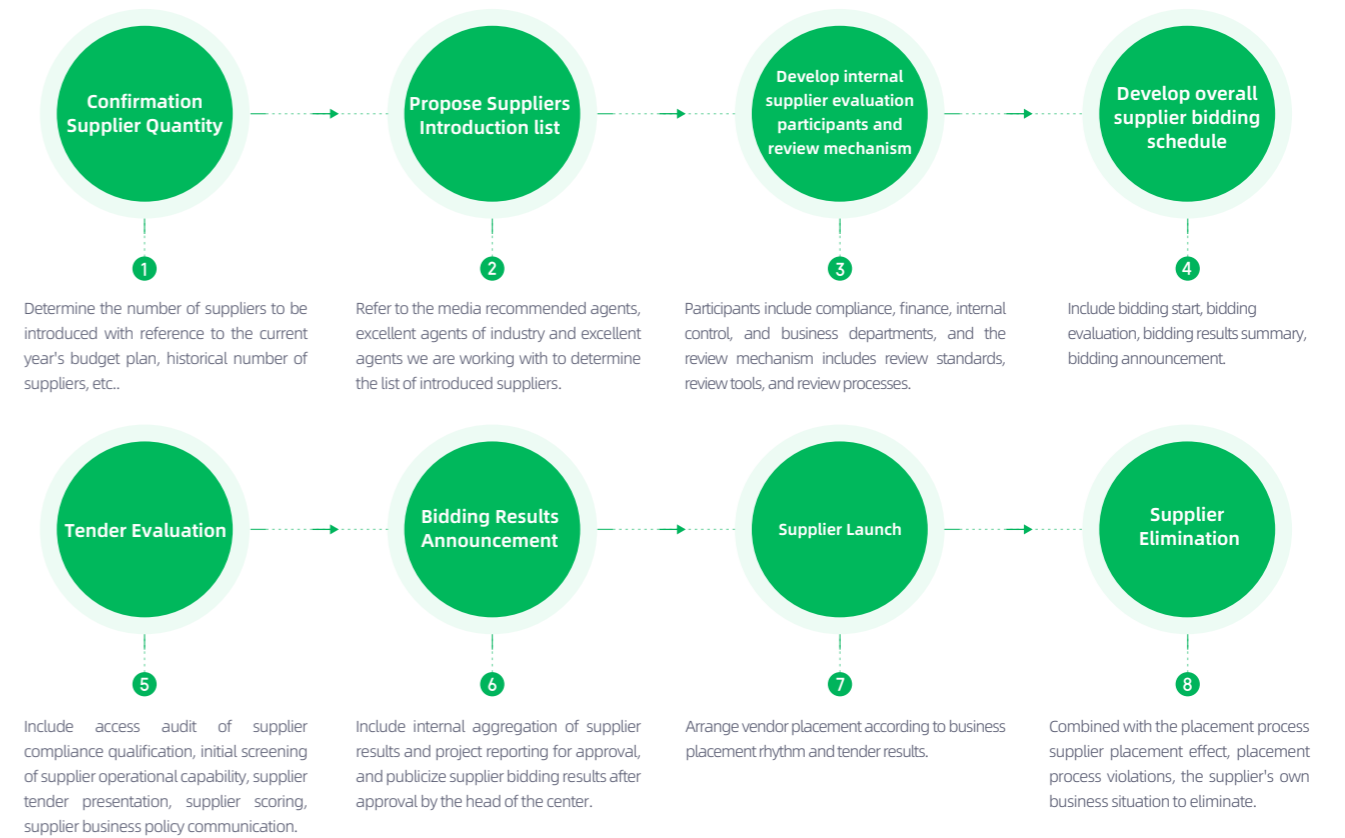 Confirmation
Supplier Quantity
Propose Suppliers
Introduction list
Develop internal
supplier evaluation
participants and
review mechanism
Develop overall
supplier bidding
schedule
1
2
3
4
Determine the number of suppliers to be
introduced with reference to the current
year's budget plan, historical number of
suppliers, etc..
Refer to the media recommended agents,
excellent agents of industry and excellent
agents we are working with to determine
the list of introduced suppliers.
Participants include compliance, finance, internal
control, and business departments, and the
review mechanism includes review standards,
review tools, and review processes.
Include bidding start, bidding
evaluation, bidding results summary,
bidding announcement.
Tender Evaluation
Bidding Results
Announcement
Supplier Launch
Supplier
Elimination
5
6
7
8
Include access audit of supplier
compliance qualification, initial screening
of supplier operational capability, supplier
tender presentation, supplier scoring,
supplier business policy communication.
Include internal aggregation of supplier
results and project reporting for approval,
and publicize supplier bidding results after
approval by the head of the center.
Arrange vendor placement according to business
placement rhythm and tender results.
Combined with the placement process
supplier placement effect, placement
process violations, the supplier's own
business situation to eliminate.